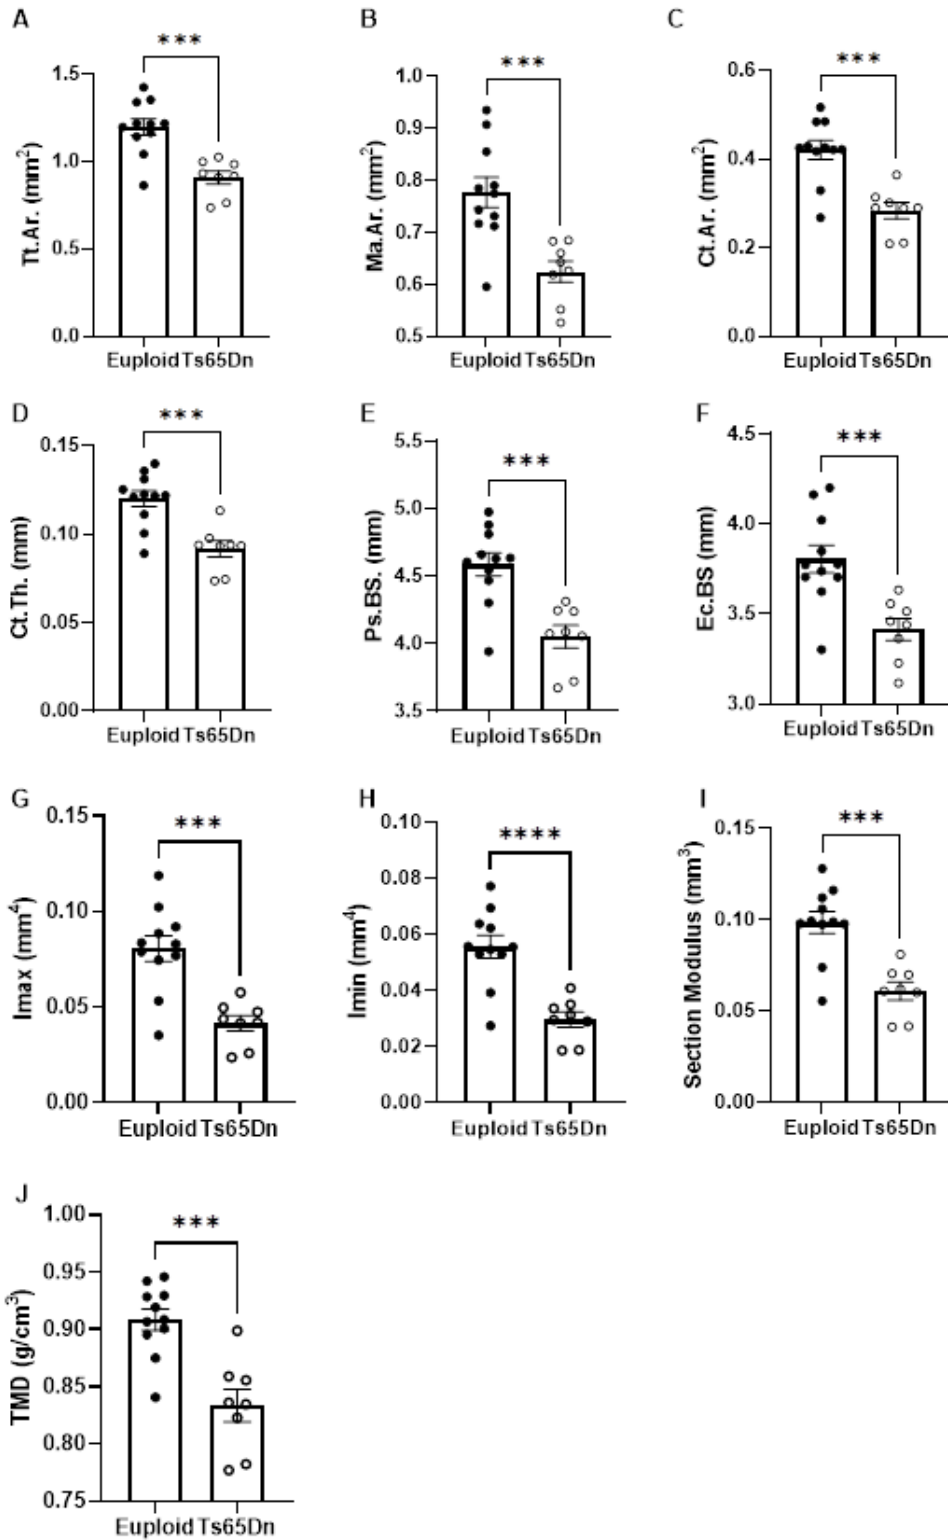 A
***
Tt.Ar. (mm²)
1.5
1.0
0.5
0.0
Euploid Ts65Dn
B
***
Ma.Ar. (mm²)
1.0
0.9
0.8
0.7
0.6
0.5
Euploid Ts65Dn
C
***
Ct.Ar. (mm²)
0.6
0.4
0.2
0.0
Euploid Ts65Dn
D
***
Ct.Th. (mm)
0.15
0.10
0.05
0.00
Euploid Ts65Dn
E
***
Ps.BS. (mm)
5.5
5.0
4.5
4.0
3.5
Euploid Ts65Dn
F
***
Ec.BS (mm)
4.5
4.0
3.5
3.0
Euploid Ts65Dn
G
***
Imax (mm⁴)
0.15
0.10
0.05
0.00
Euploid Ts65Dn
H
****
Imin (mm⁴)
0.10
0.08
0.06
0.04
0.02
0.00
Euploid Ts65Dn
I
***
Section Modulus (mm³)
0.15
0.10
0.05
0.00
Euploid Ts65Dn
J
***
TMD (g/cm³)
1.00
0.95
0.90
0.85
0.80
0.75
Euploid Ts65Dn